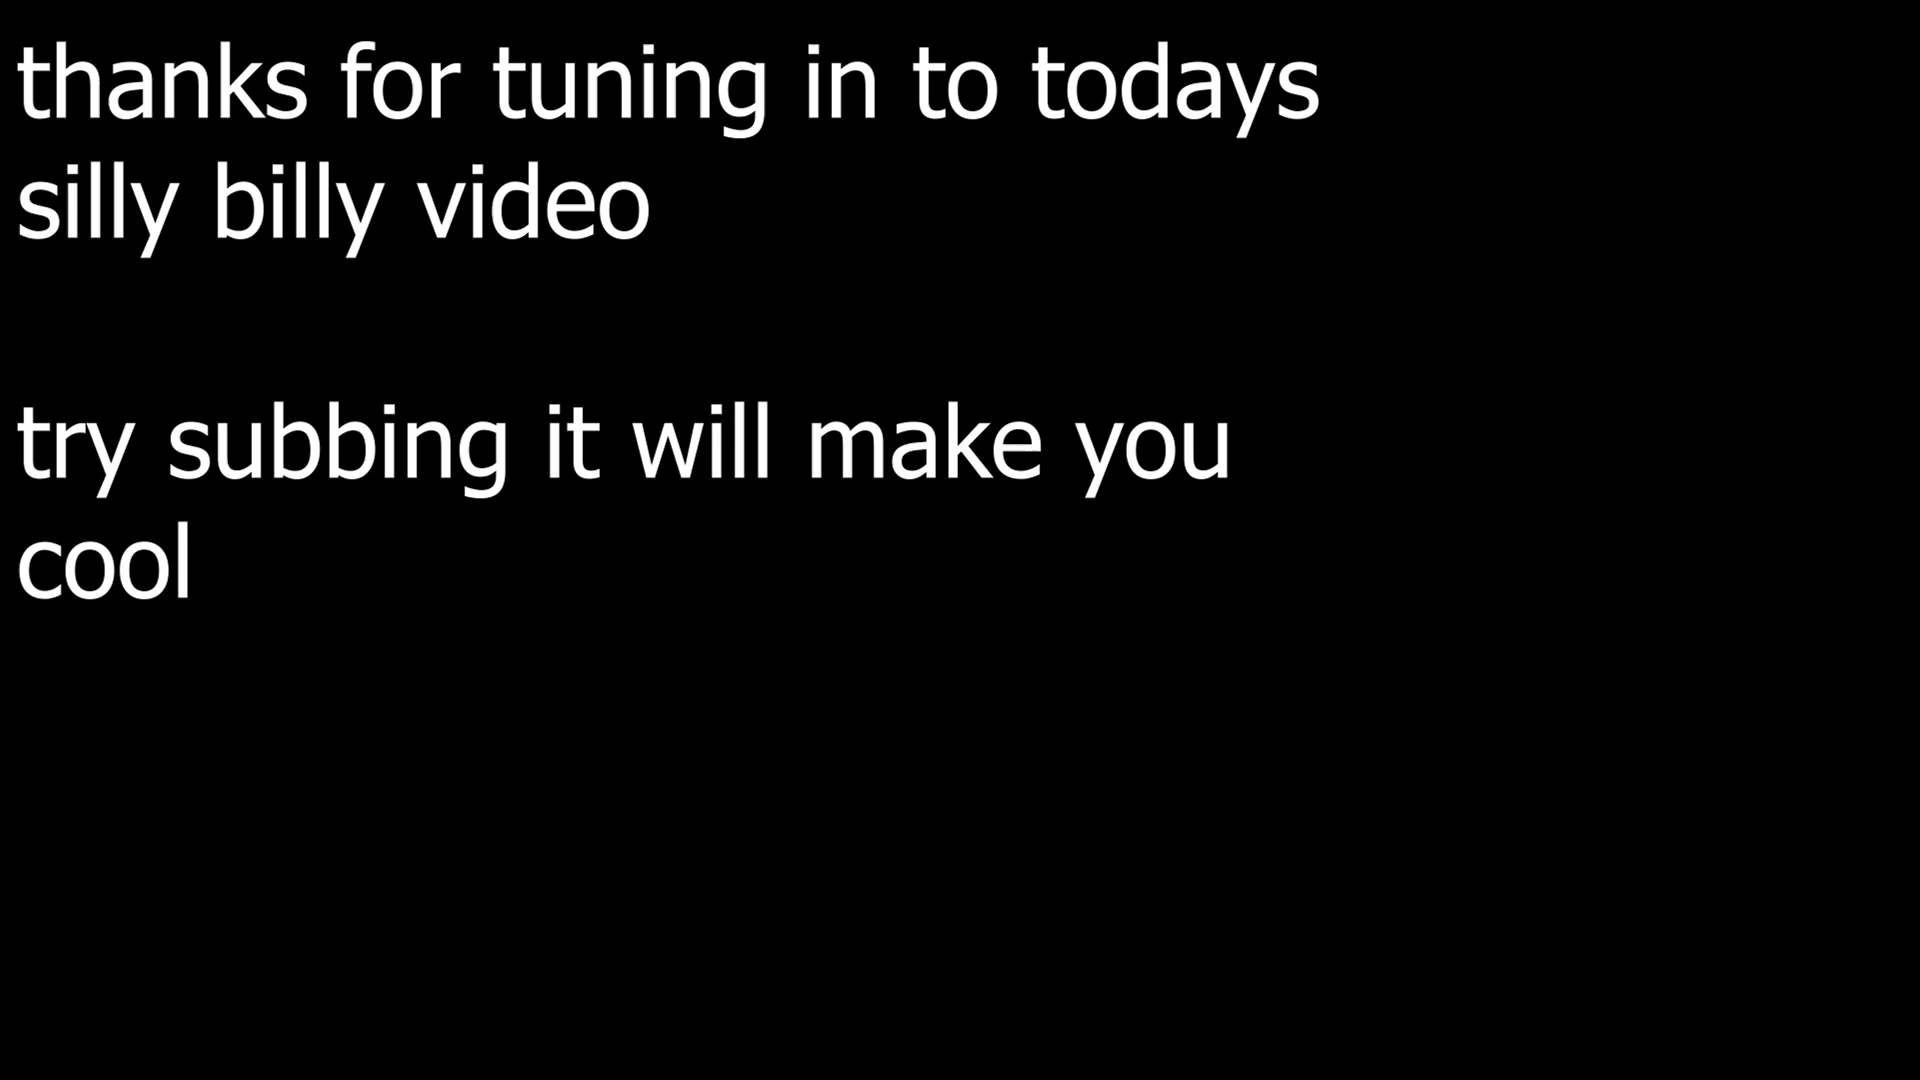 thanks for tuning in to todays
silly billy video
try subbing it will make you
cool